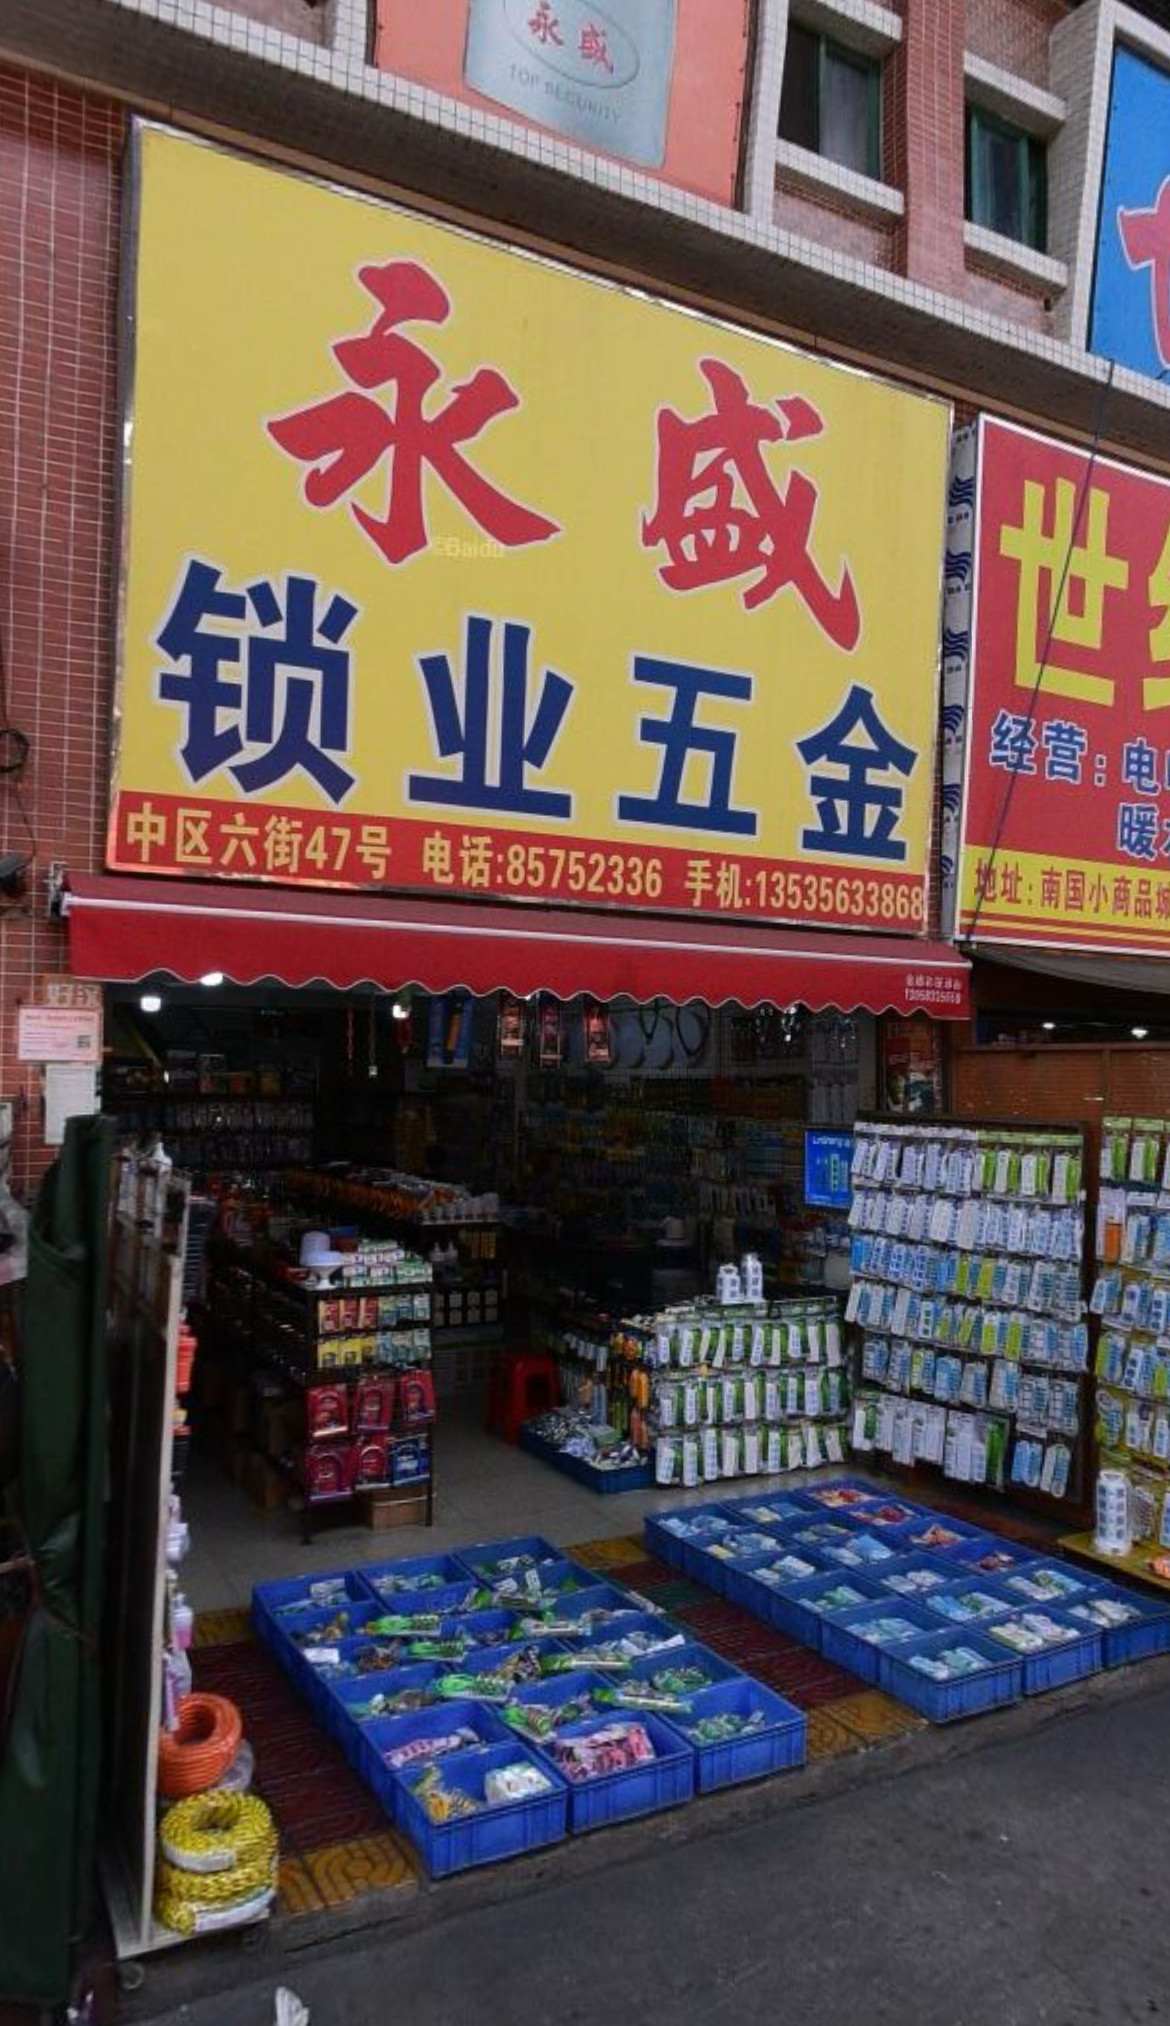 永盛
TOP SECURITY
永盛
©Baidu
锁业五金
中区六街47号 电话:85752336 手机:13535633868
世
经营:电
暖
地址:南国小商品城